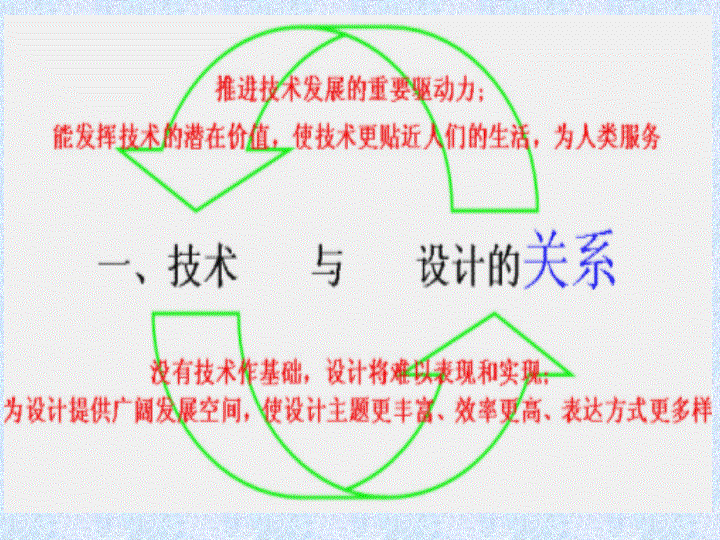 推进技术发展的重要驱动力;
能发挥技术的潜在价值，使技术更贴近人们的生活，为人类服务
一、技术 与 设计的关系
没有技术作基础，设计将难以表现和实现;
为设计提供广阔发展空间，使设计主题更丰富、效率更高、表达方式更多样